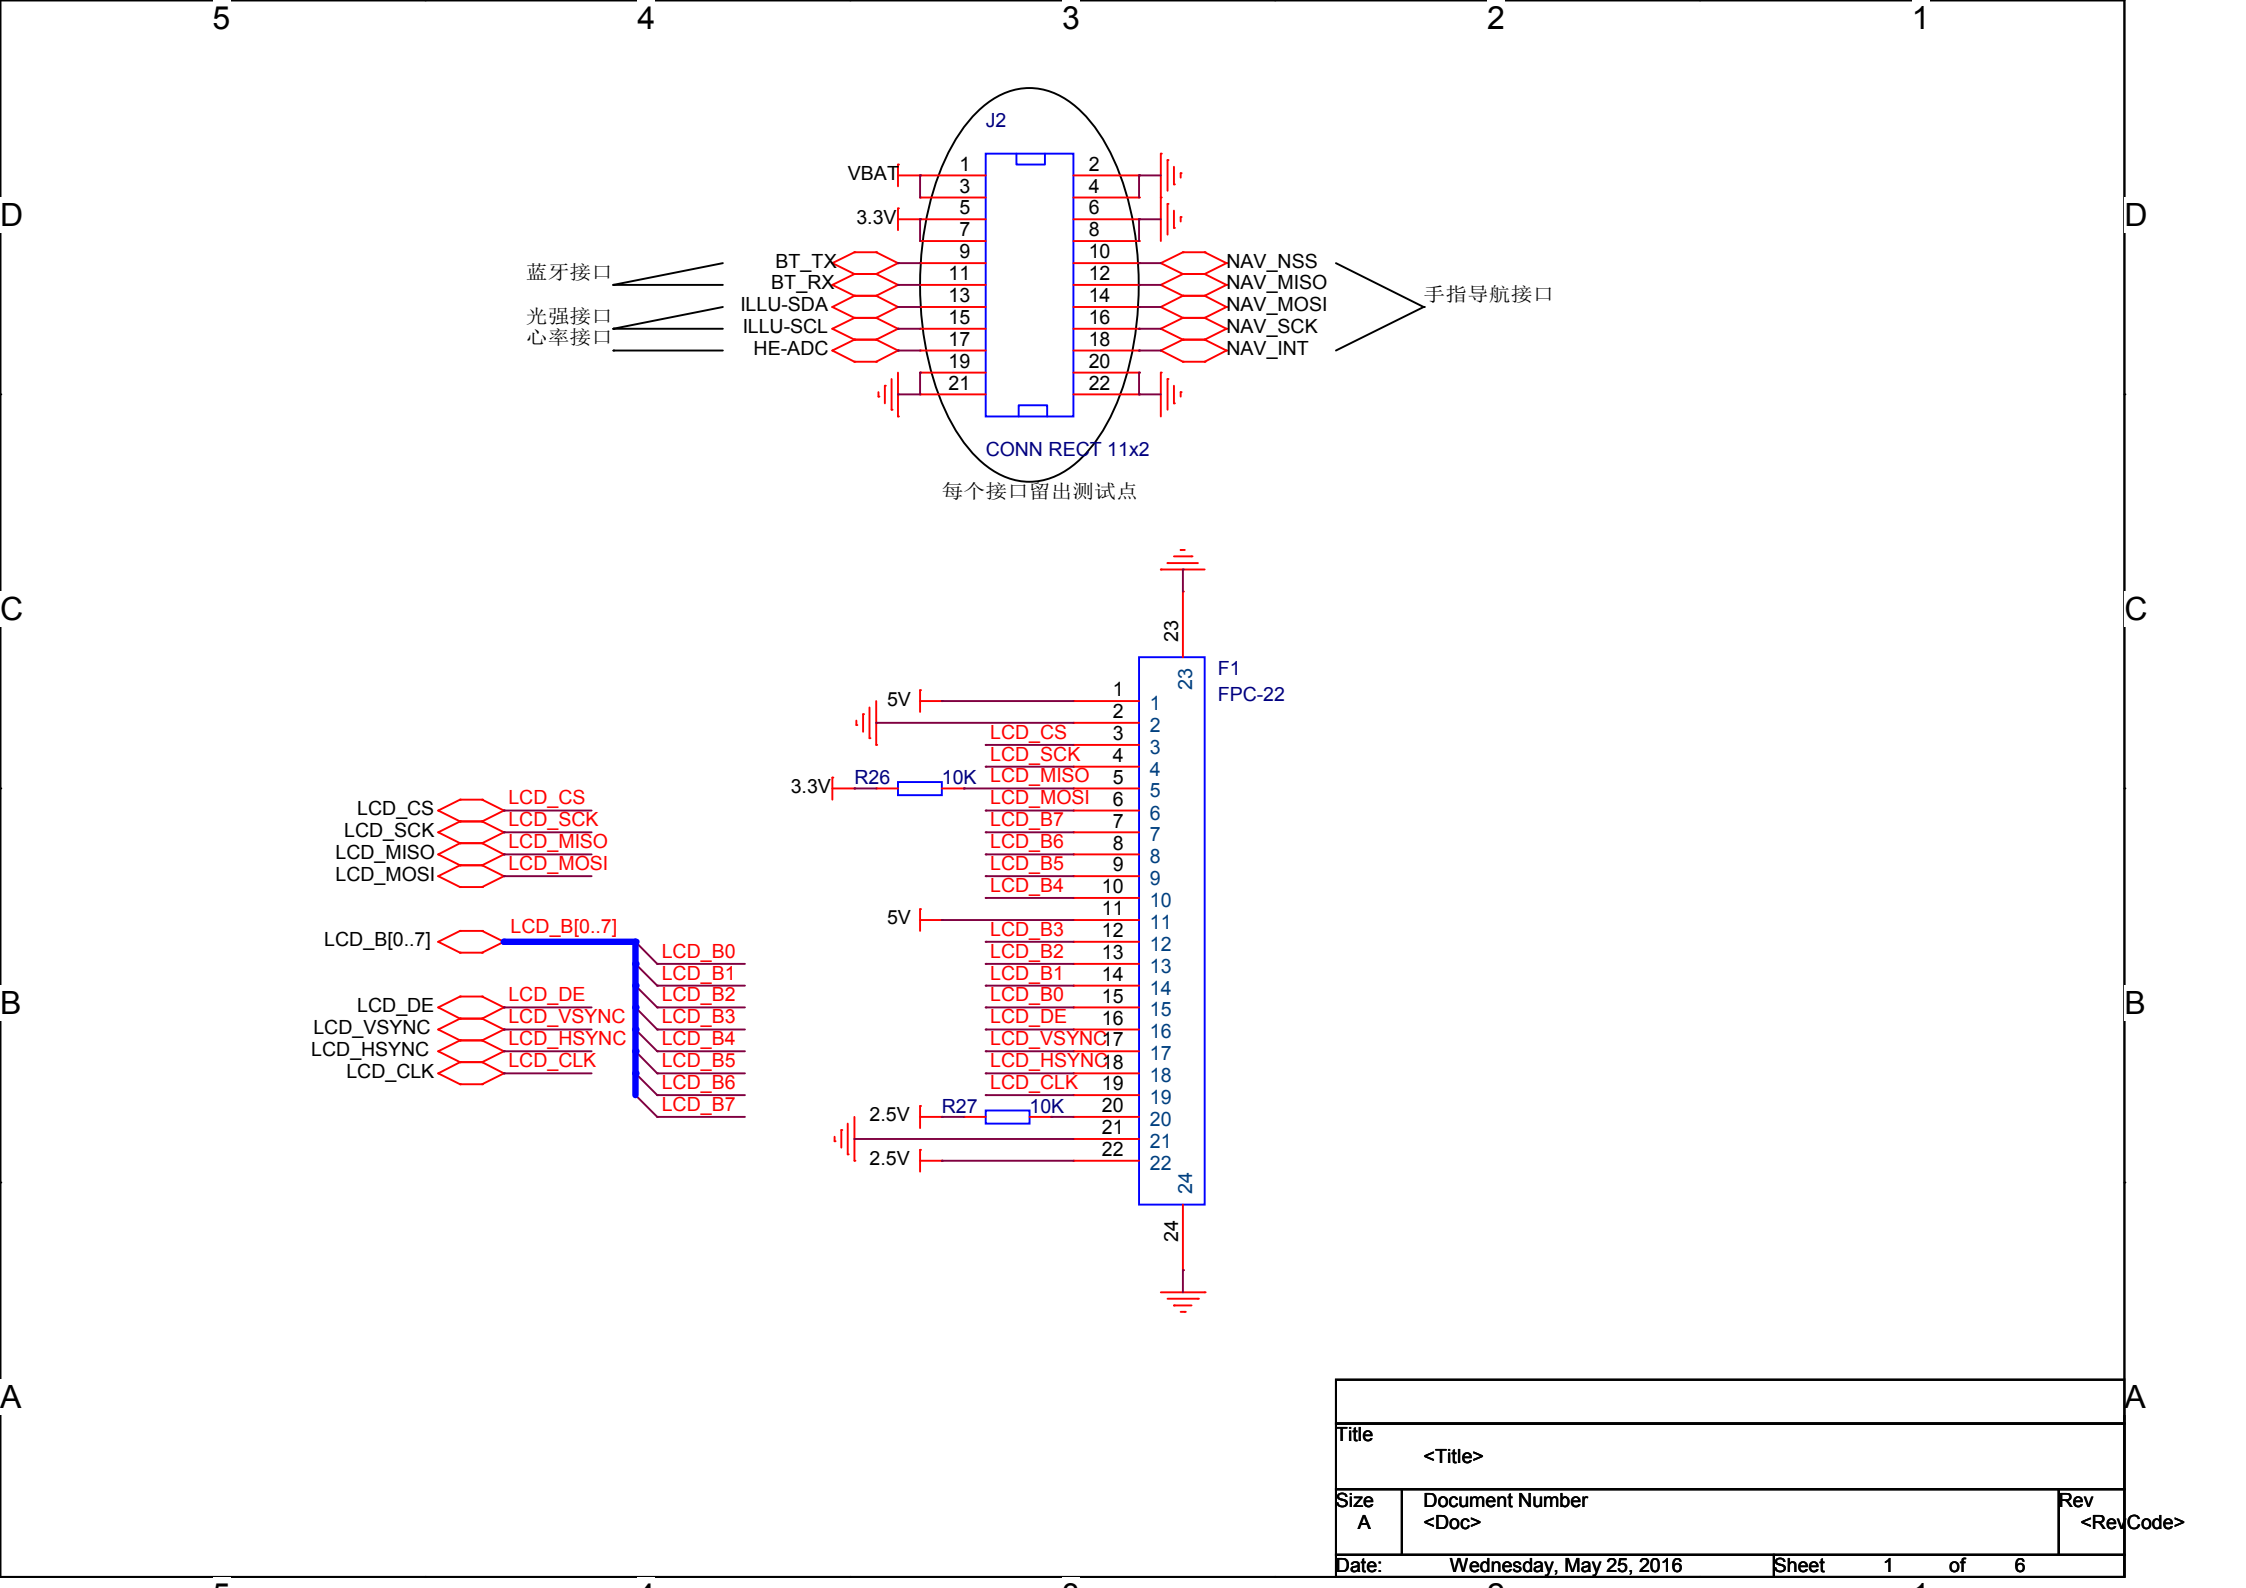 5 4 3 2 1
D D
C C
B B
A A
J2
VBAT 1 2
3 4
3.3V 5 6
7 8
BT_TX 9 10 NAV_NSS
BT_RX 11 12 NAV_MISO
ILLU-SDA 13 14 NAV_MOSI
ILLU-SCL 15 16 NAV_SCK
HE-ADC 17 18 NAV_INT
19 20
21 22
蓝牙接口
光强接口
心率接口
手指导航接口
CONN RECT 11x2
每个接口留出测试点
23
23
F1
FPC-22
5V 1 1
2 2
LCD_CS 3 3
LCD_SCK 4 4
3.3V R26 10K LCD_MISO 5 5
LCD_MOSI 6 6
LCD_B7 7 7
LCD_B6 8 8
LCD_B5 9 9
LCD_B4 10 10
5V 11 11
LCD_B3 12 12
LCD_B2 13 13
LCD_B1 14 14
LCD_B0 15 15
LCD_DE 16 16
LCD_VSYNC 17 17
LCD_HSYNC 18 18
LCD_CLK 19 19
2.5V R27 10K 20 20
21 21
2.5V 22 22
24
24
LCD_CS LCD_CS
LCD_SCK LCD_SCK
LCD_MISO LCD_MISO
LCD_MOSI LCD_MOSI
LCD_B[0..7] LCD_B[0..7]
LCD_B0
LCD_B1
LCD_B2
LCD_B3
LCD_B4
LCD_B5
LCD_B6
LCD_B7
LCD_DE LCD_DE
LCD_VSYNC LCD_VSYNC
LCD_HSYNC LCD_HSYNC
LCD_CLK LCD_CLK
Title
<Title>
Size Document Number Rev
A <Doc> <RevCode>
Date: Wednesday, May 25, 2016 Sheet 1 of 6